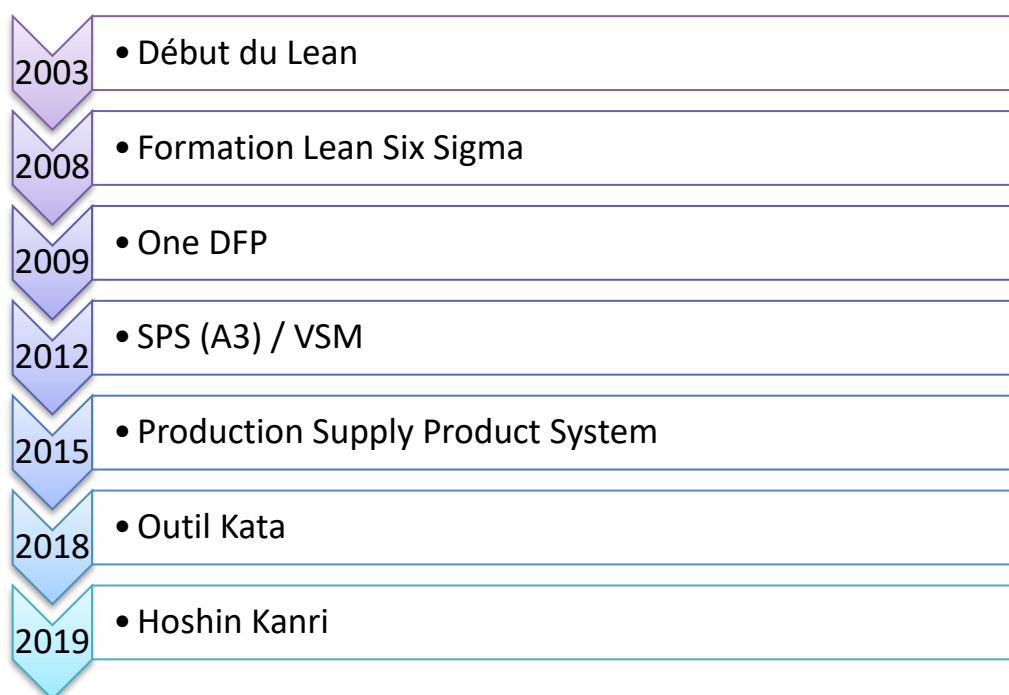 2003
• Début du Lean
2008
• Formation Lean Six Sigma
2009
• One DFP
2012
• SPS (A3) / VSM
2015
• Production Supply Product System
2018
• Outil Kata
2019
• Hoshin Kanri